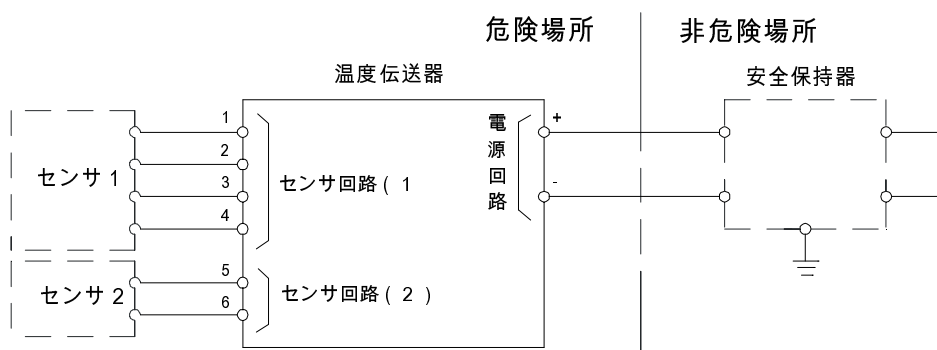 危険場所
非危険場所
温度伝送器
安全保持器
センサ 1
1
2
3
4
センサ回路( 1
電源回路
+
-
センサ 2
5
6
センサ回路( 2 )